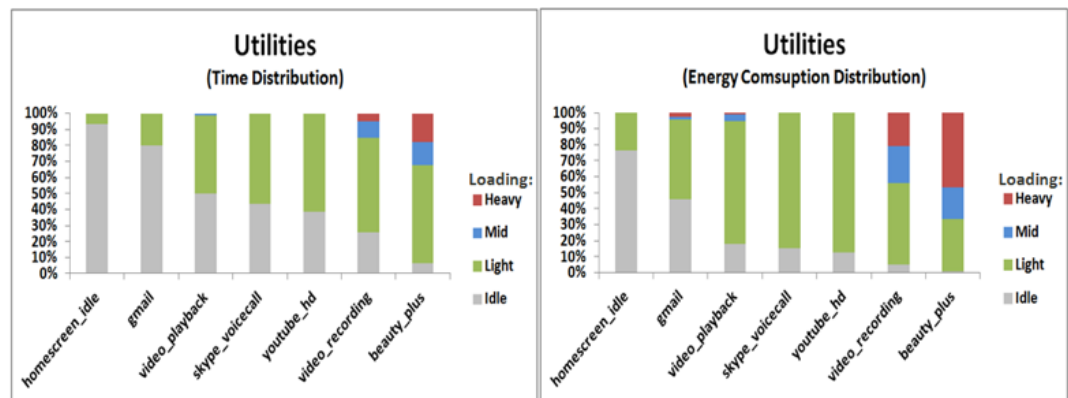 Utilities
(Time Distribution)
100%
90%
80%
70%
60%
50%
40%
30%
20%
10%
0%
homescreen_idle
gmail
video_playback
skype_voicecall
youtube_hd
video_recording
beauty_plus
Loading:
Heavy
Mid
Light
Idle
Utilities
(Energy Comsuption Distribution)
100%
90%
80%
70%
60%
50%
40%
30%
20%
10%
0%
homescreen_idle
gmail
video_playback
skype_voicecall
youtube_hd
video_recording
beauty_plus
Loading:
Heavy
Mid
Light
Idle